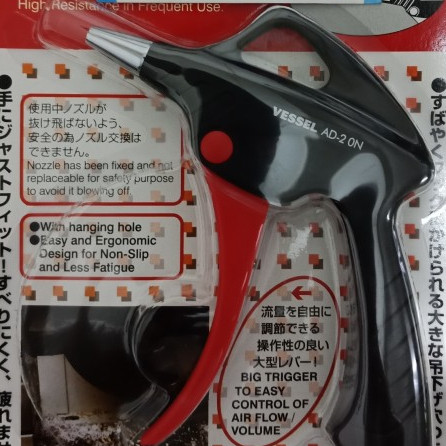 High Resistance in Frequent Use.
VESSEL AD-2 0N
使用中ノズルが
抜け飛ばないよう、
安全の為ノズル交換は
できません。
Nozzle has been fixed and not
replaceable for safety purpose
to avoid it blowing off
●With hanging hole
●Easy and Ergonomic
Design for Non-Slip
and Less Fatigue
流量を自由に
調節できる
操作性の良い
大型レバー!
BIG TRIGGER
TO EASY
CONTROL OF
AIR FLOW /
VOLUME
●手にジャストフィット!すべりにくく、疲れま
●すばやく
かけられる大きな吊下げ